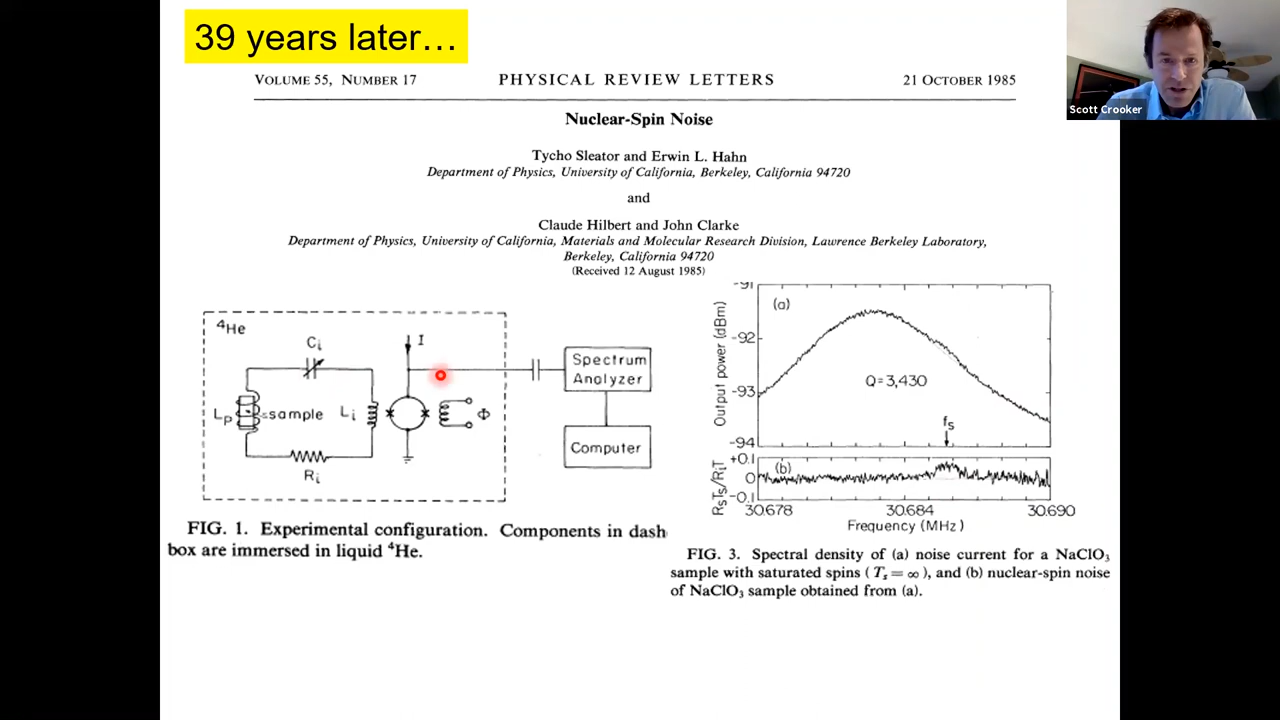 39 years later…
Scott Crooker
VOLUME 55, NUMBER 17 PHYSICAL REVIEW LETTERS 21 OCTOBER 1985
Nuclear-Spin Noise
Tycho Sleator and Erwin L. Hahn
Department of Physics, University of California, Berkeley, California 94720
and
Claude Hilbert and John Clarke
Department of Physics, University of California, Materials and Molecular Research Division, Lawrence Berkeley Laboratory,
Berkeley, California 94720
(Received 12 August 1985)
⁴He
Ci
I
Lp
sample
Li
Φ
Ri
Spectrum
Analyzer
Computer
FIG. 1. Experimental configuration. Components in dash
box are immersed in liquid ⁴He.
Output power (dBm)
-91
-92
-93
-94
(a)
Q=3,430
fs
RsTs/RiT
+0.1
0
-0.1
(b)
30.678 30.684 30.690
Frequency (MHz)
FIG. 3. Spectral density of (a) noise current for a NaClO₃
sample with saturated spins (Tₛ = ∞), and (b) nuclear-spin noise
of NaClO₃ sample obtained from (a).